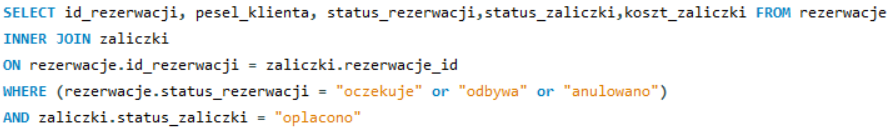 SELECT id_rezerwacji, pesel_klienta, status_rezerwacji,status_zaliczki,koszt_zaliczki FROM rezerwacje
INNER JOIN zaliczki
ON rezerwacje.id_rezerwacji = zaliczki.rezerwacje_id
WHERE (rezerwacje.status_rezerwacji = "oczekuje" or "odbywa" or "anulowano")
AND zaliczki.status_zaliczki = "oplacono"